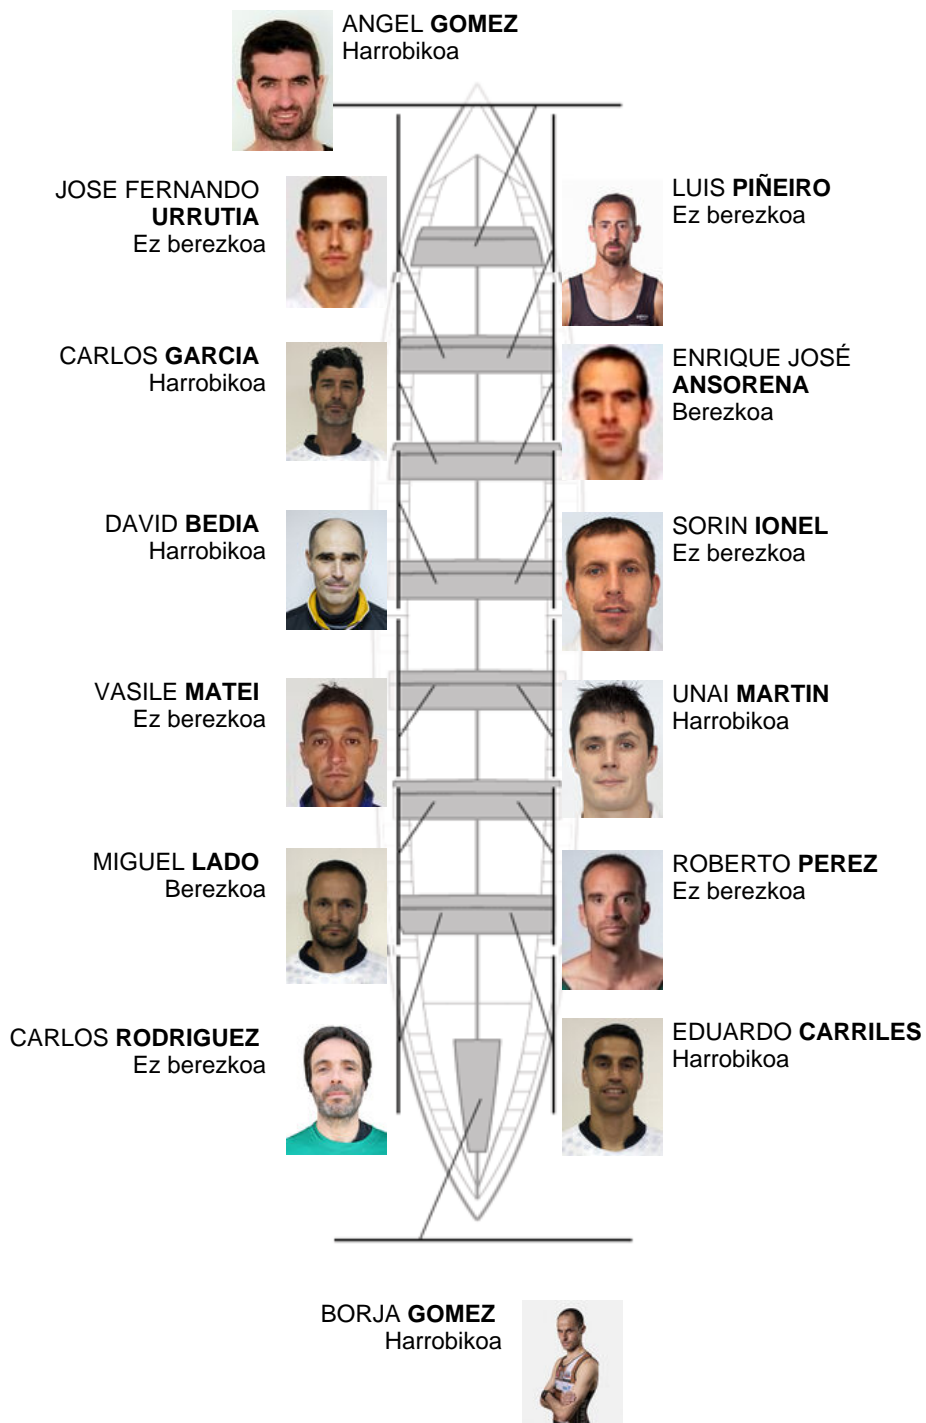 ANGEL GOMEZ
Harrobikoa
JOSE FERNANDO
URRUTIA
Ez berezkoa
LUIS PIÑEIRO
Ez berezkoa
CARLOS GARCIA
Harrobikoa
ENRIQUE JOSÉ
ANSORENA
Berezkoa
DAVID BEDIA
Harrobikoa
SORIN IONEL
Ez berezkoa
VASILE MATEI
Ez berezkoa
UNAI MARTIN
Harrobikoa
MIGUEL LADO
Berezkoa
ROBERTO PEREZ
Ez berezkoa
CARLOS RODRIGUEZ
Ez berezkoa
EDUARDO CARRILES
Harrobikoa
BORJA GOMEZ
Harrobikoa